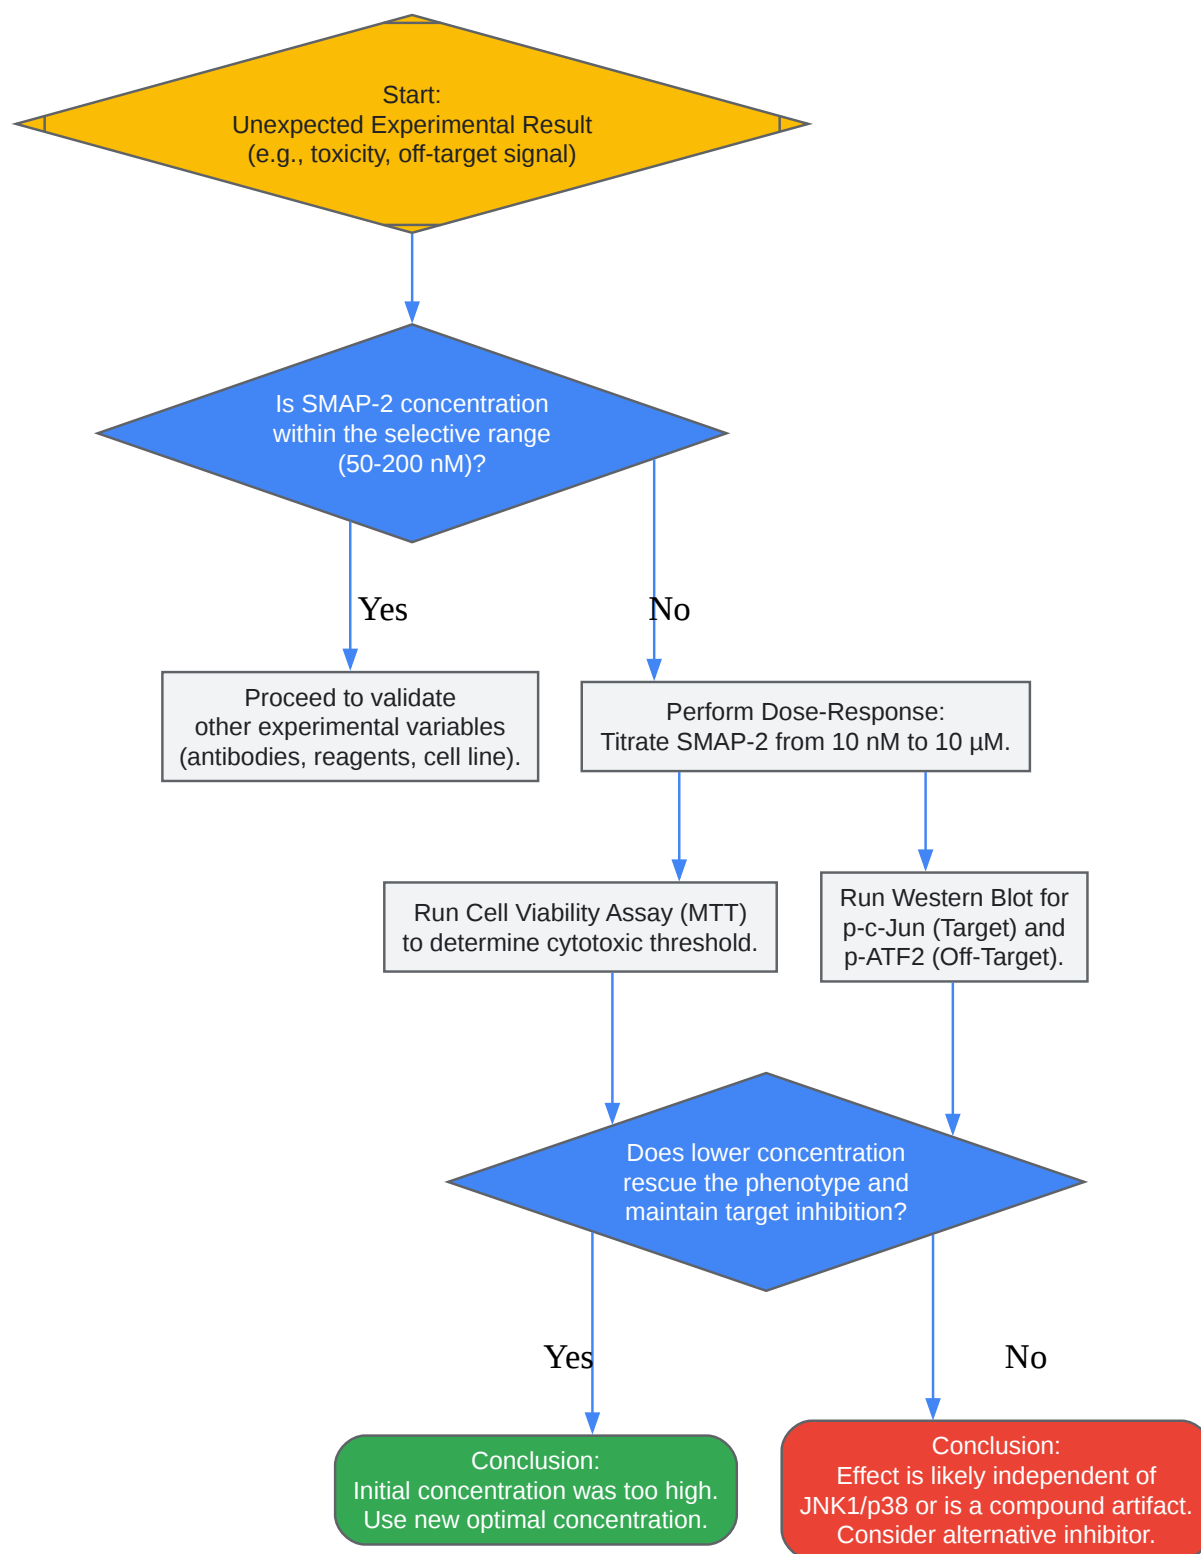 Start:
Unexpected Experimental Result
(e.g., toxicity, off-target signal)
Is SMAP-2 concentration
within the selective range
(50-200 nM)?
Yes
No
Proceed to validate
other experimental variables
(antibodies, reagents, cell line).
Perform Dose-Response:
Titrate SMAP-2 from 10 nM to 10 µM.
Run Cell Viability Assay (MTT)
to determine cytotoxic threshold.
Run Western Blot for
p-c-Jun (Target) and
p-ATF2 (Off-Target).
Does lower concentration
rescue the phenotype and
maintain target inhibition?
Yes
No
Conclusion:
Initial concentration was too high.
Use new optimal concentration.
Conclusion:
Effect is likely independent of
JNK1/p38 or is a compound artifact.
Consider alternative inhibitor.